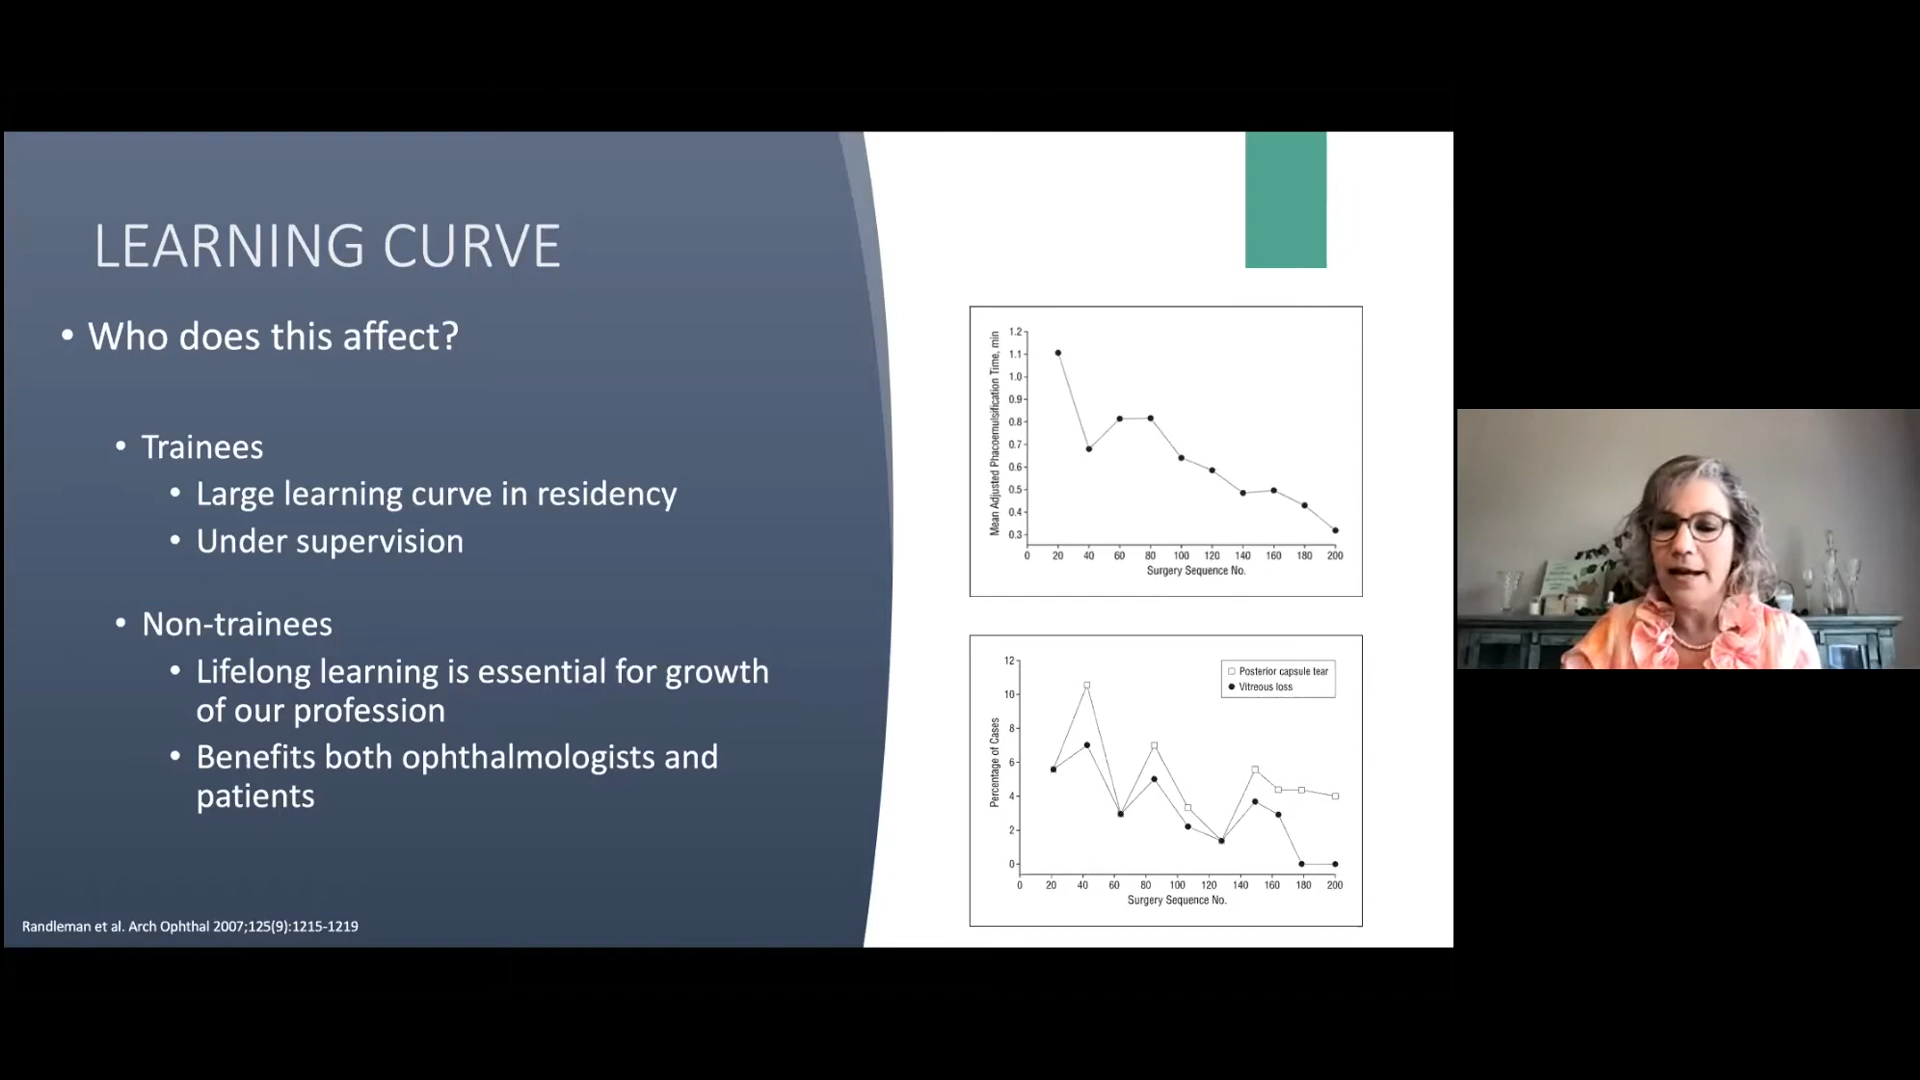 LEARNING CURVE
• Who does this affect?
• Trainees
• Large learning curve in residency
• Under supervision
• Non-trainees
• Lifelong learning is essential for growth
of our profession
• Benefits both ophthalmologists and
patients
Randleman et al. Arch Ophthal 2007;125(9):1215-1219
Mean Adjusted Phacoemulsification Time, min
1.2
1.1
1.0
0.9
0.8
0.7
0.6
0.5
0.4
0.3
0 20 40 60 80 100 120 140 160 180 200
Surgery Sequence No.
Percentage of Cases
12
10
8
6
4
2
0
Posterior capsule tear
Vitreous loss
0 20 40 60 80 100 120 140 160 180 200
Surgery Sequence No.